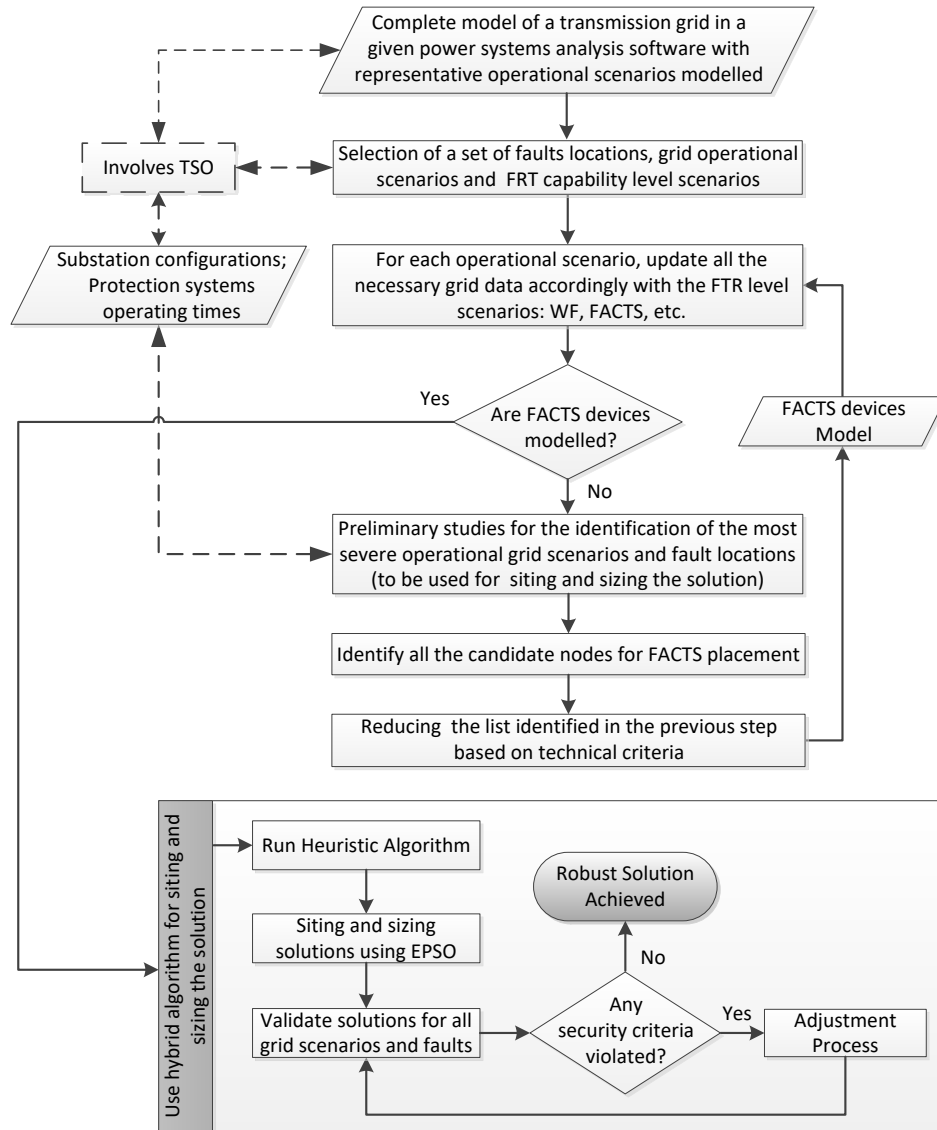 Complete model of a transmission grid in a
given power systems analysis software with
representative operational scenarios modelled
Involves TSO
Selection of a set of faults locations, grid operational
scenarios and FRT capability level scenarios
Substation configurations;
Protection systems
operating times
For each operational scenario, update all the
necessary grid data accordingly with the FTR level
scenarios: WF, FACTS, etc.
Yes
Are FACTS devices
modelled?
FACTS devices
Model
No
Preliminary studies for the identification of the most
severe operational grid scenarios and fault locations
(to be used for siting and sizing the solution)
Identify all the candidate nodes for FACTS placement
Reducing the list identified in the previous step
based on technical criteria
Use hybrid algorithm for siting and
sizing the solution
Run Heuristic Algorithm
Robust Solution
Achieved
Siting and sizing
solutions using EPSO
No
Validate solutions for all
grid scenarios and faults
Any
security criteria
violated?
Yes
Adjustment
Process